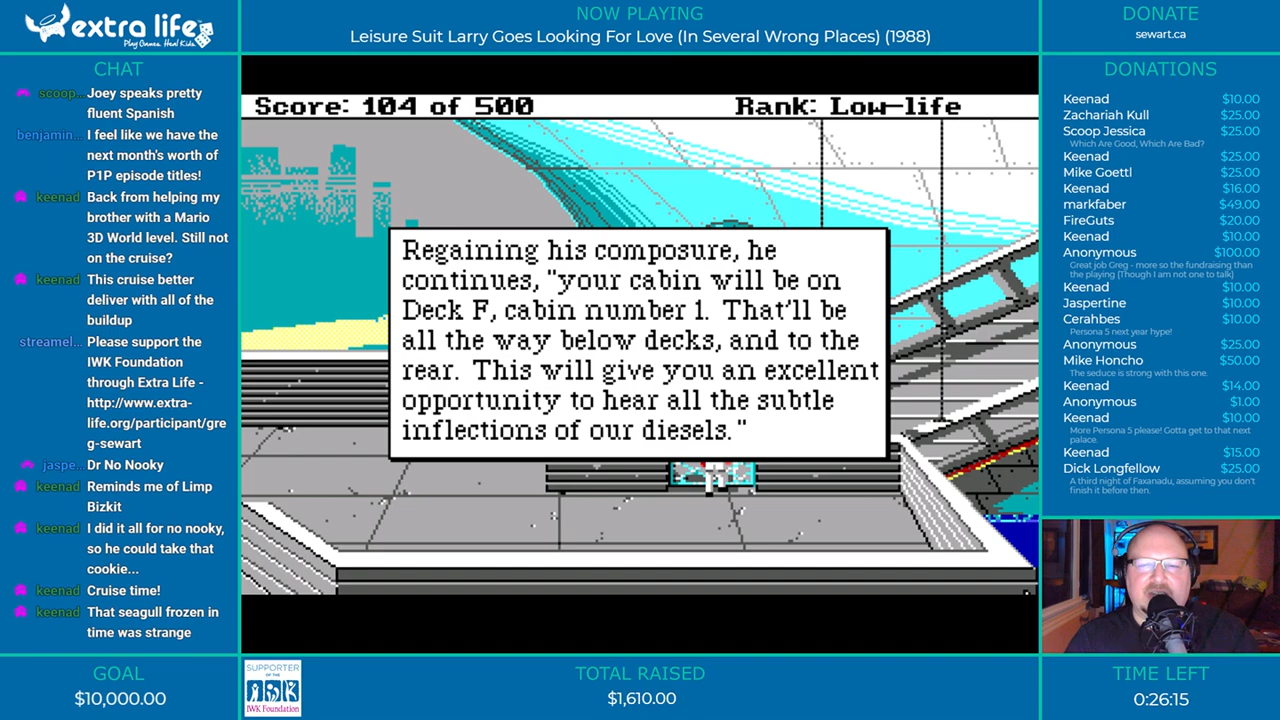 extra life
Play Games. Heal Kids.
NOW PLAYING
Leisure Suit Larry Goes Looking For Love (In Several Wrong Places) (1988)
DONATE
sewart.ca
CHAT
scoop... Joey speaks pretty
fluent Spanish
benjamin... I feel like we have the
next month's worth of
P1P episode titles!
keenad Back from helping my
brother with a Mario
3D World level. Still not
on the cruise?
keenad This cruise better
deliver with all of the
buildup
streamel... Please support the
IWK Foundation
through Extra Life -
http://www.extra-
life.org/participant/gre
g-sewart
jaspe... Dr No Nooky
keenad Reminds me of Limp
Bizkit
keenad I did it all for no nooky,
so he could take that
cookie...
keenad Cruise time!
keenad That seagull frozen in
time was strange
Score: 104 of 500 Rank: Low-life
Regaining his composure, he
continues, "your cabin will be on
Deck F, cabin number 1. That'll be
all the way below decks, and to the
rear. This will give you an excellent
opportunity to hear all the subtle
inflections of our diesels."
DONATIONS
Keenad $10.00
Zachariah Kull $25.00
Scoop Jessica $25.00
Which Are Good, Which Are Bad?
Keenad $25.00
Mike Goettl $25.00
Keenad $16.00
markfaber $49.00
FireGuts $20.00
Keenad $10.00
Anonymous $100.00
Great job Greg - more so the fundraising than
the playing (Though I am not one to talk)
Keenad $10.00
Jaspertine $10.00
Cerahbes $10.00
Persona 5 next year hype!
Anonymous $25.00
Mike Honcho $50.00
The seduce is strong with this one.
Keenad $14.00
Anonymous $1.00
Keenad $10.00
More Persona 5 please! Gotta get to that next
palace.
Keenad $15.00
Dick Longfellow $25.00
A third night of Faxanadu, assuming you don't
finish it before then.
GOAL
$10,000.00
SUPPORTER
OF THE
IWK Foundation
TOTAL RAISED
$1,610.00
TIME LEFT
0:26:15